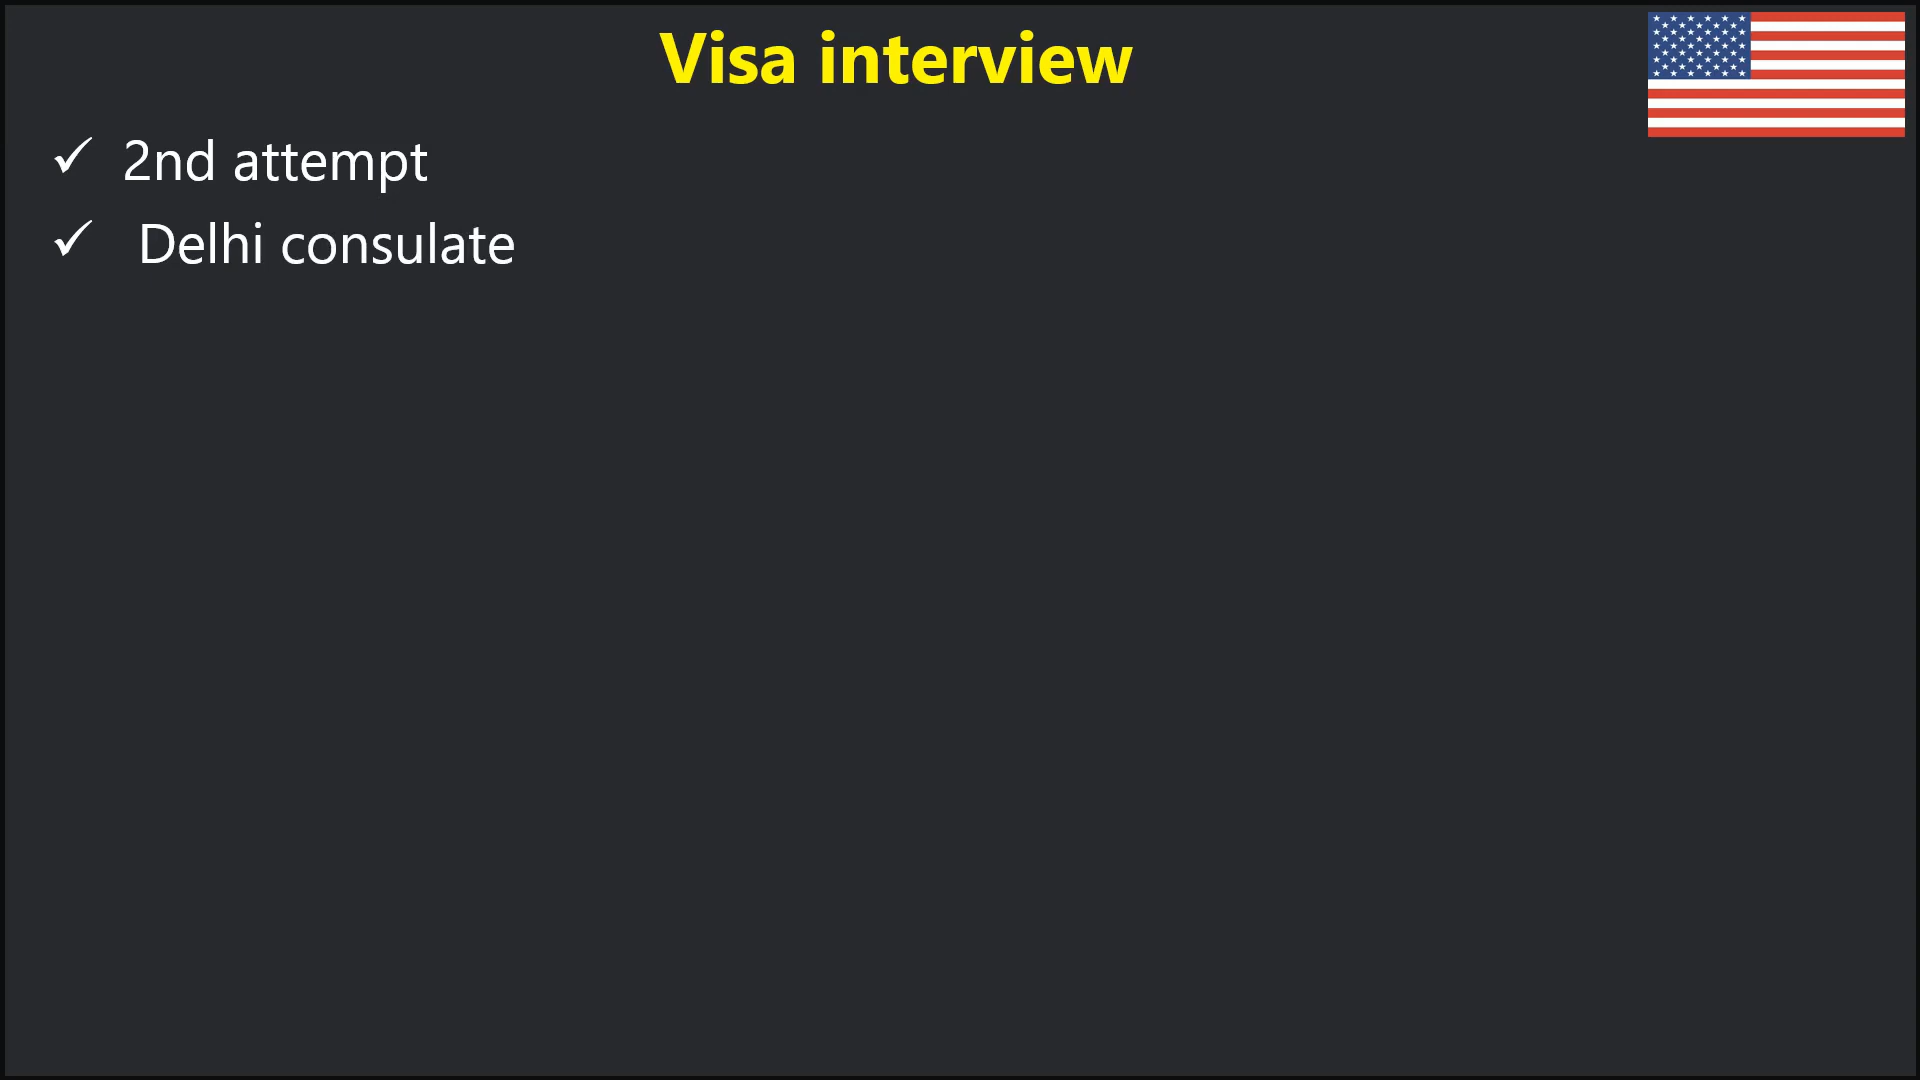 Visa interview
✓ 2nd attempt
✓ Delhi consulate